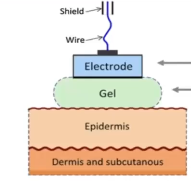 Shield
Wire
Electrode
Gel
Epidermis
Dermis and subcutanous